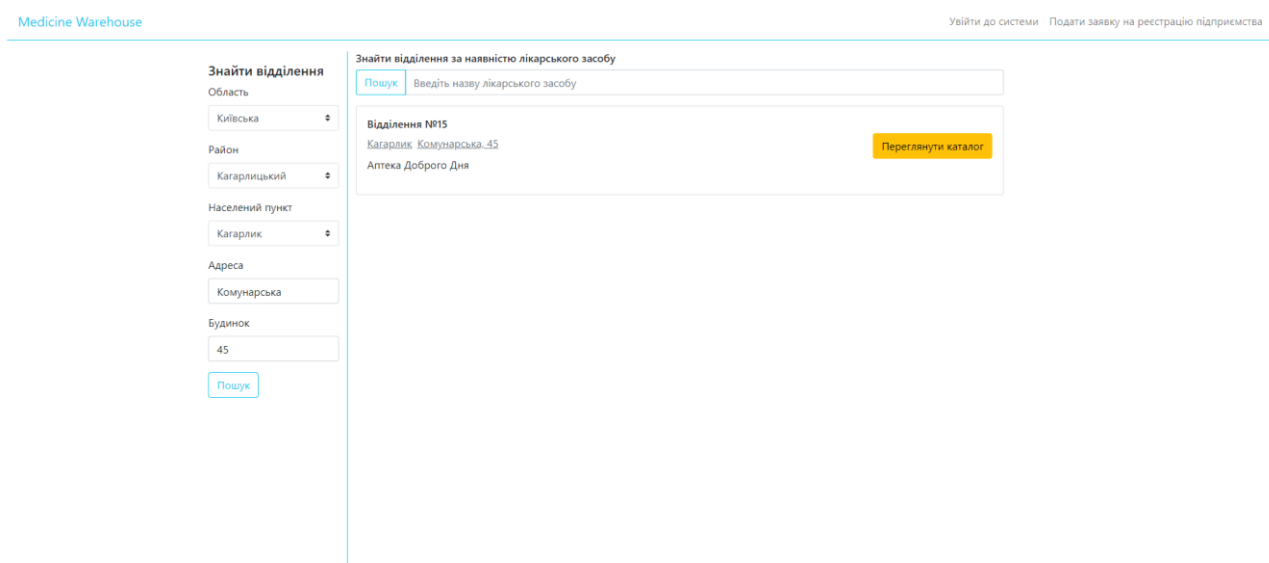 Medicine Warehouse
Увійти до системи Подати заявку на реєстрацію підприємства
Знайти відділення
Область
Київська
Район
Кагарлицький
Населений пункт
Кагарлик
Адреса
Комунарська
Будинок
45
Пошук
Знайти відділення за наявністю лікарського засобу
Пошук Введіть назву лікарського засобу
Відділення №15
Кагарлик Комунарська, 45
Аптека Доброго Дня
Переглянути каталог